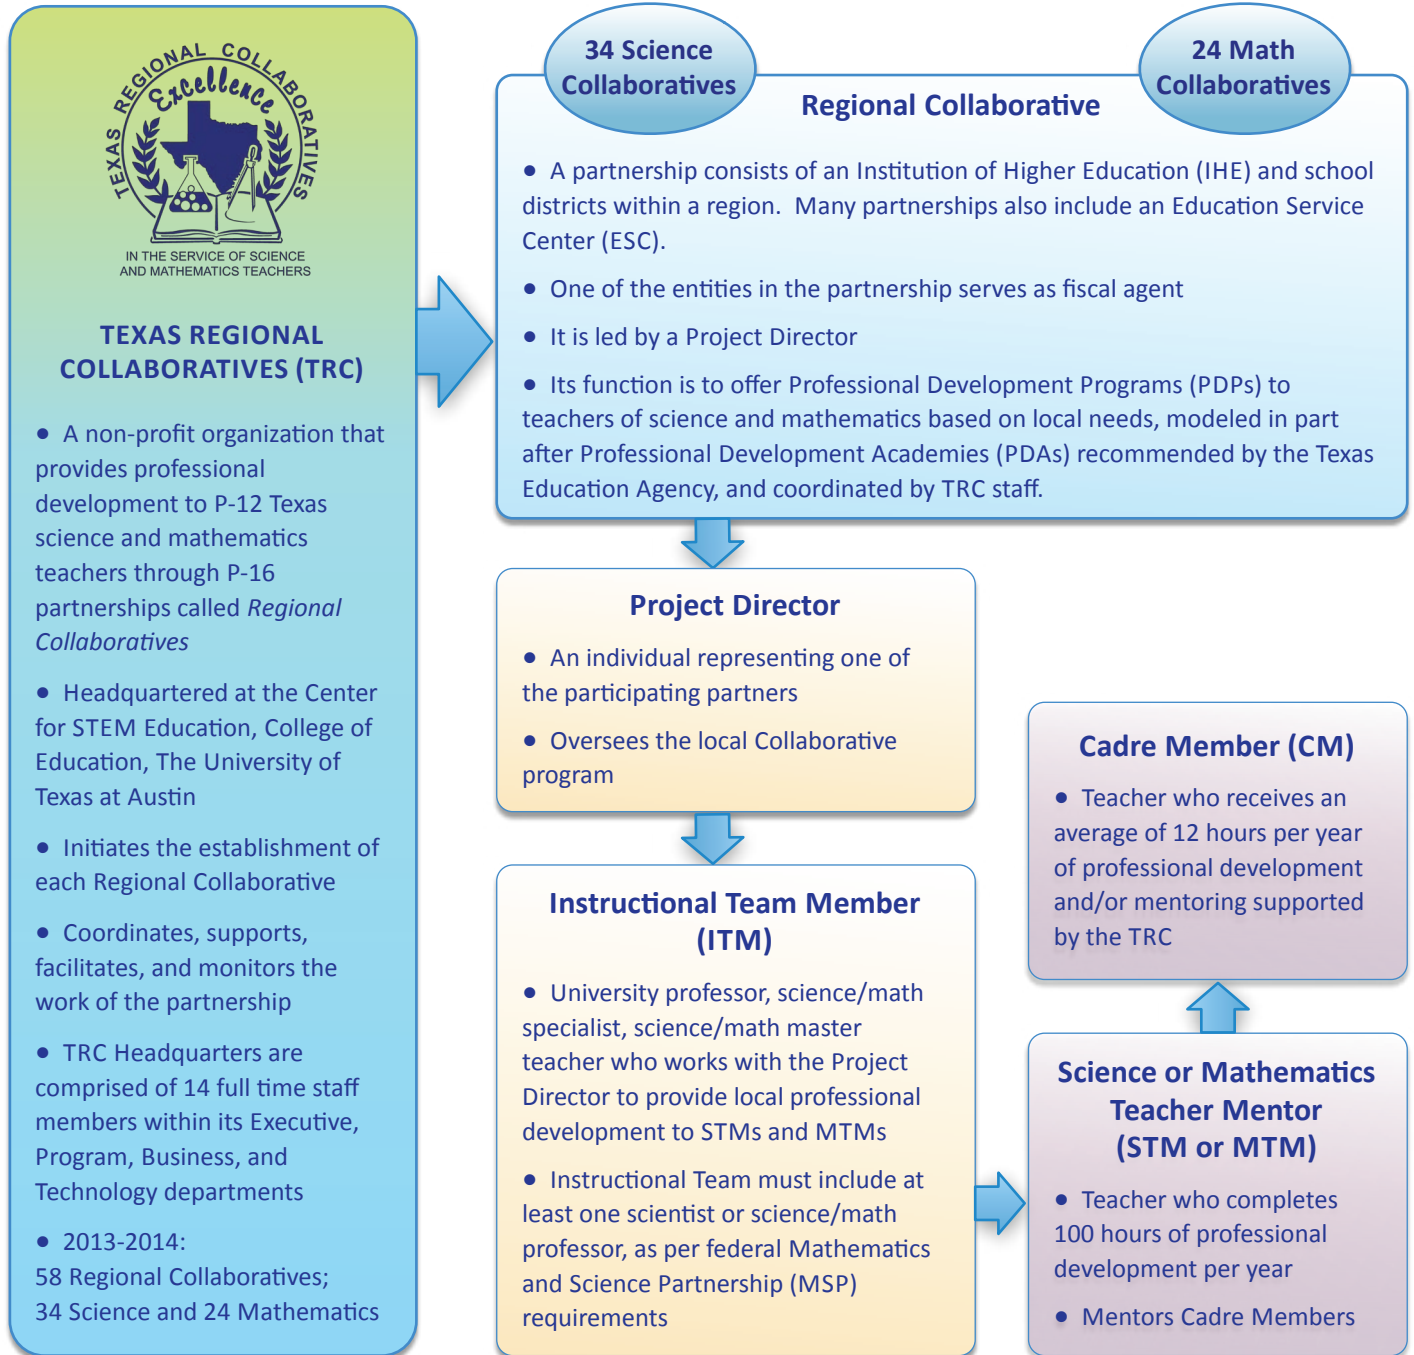 TEXAS REGIONAL COLLABORATIVES
Excellence
IN THE SERVICE OF SCIENCE
AND MATHEMATICS TEACHERS
TEXAS REGIONAL
COLLABORATIVES (TRC)
• A non-profit organization that
provides professional
development to P-12 Texas
science and mathematics
teachers through P-16
partnerships called Regional
Collaboratives
• Headquartered at the Center
for STEM Education, College of
Education, The University of
Texas at Austin
• Initiates the establishment of
each Regional Collaborative
• Coordinates, supports,
facilitates, and monitors the
work of the partnership
• TRC Headquarters are
comprised of 14 full time staff
members within its Executive,
Program, Business, and
Technology departments
• 2013-2014:
58 Regional Collaboratives;
34 Science and 24 Mathematics
34 Science
Collaboratives
24 Math
Collaboratives
Regional Collaborative
• A partnership consists of an Institution of Higher Education (IHE) and school
districts within a region.  Many partnerships also include an Education Service
Center (ESC).
• One of the entities in the partnership serves as fiscal agent
• It is led by a Project Director
• Its function is to offer Professional Development Programs (PDPs) to
teachers of science and mathematics based on local needs, modeled in part
after Professional Development Academies (PDAs) recommended by the Texas
Education Agency, and coordinated by TRC staff.
Project Director
• An individual representing one of
the participating partners
• Oversees the local Collaborative
program
Instructional Team Member
(ITM)
• University professor, science/math
specialist, science/math master
teacher who works with the Project
Director to provide local professional
development to STMs and MTMs
• Instructional Team must include at
least one scientist or science/math
professor, as per federal Mathematics
and Science Partnership (MSP)
requirements
Science or Mathematics
Teacher Mentor
(STM or MTM)
• Teacher who completes
100 hours of professional
development per year
• Mentors Cadre Members
Cadre Member (CM)
• Teacher who receives an
average of 12 hours per year
of professional development
and/or mentoring supported
by the TRC